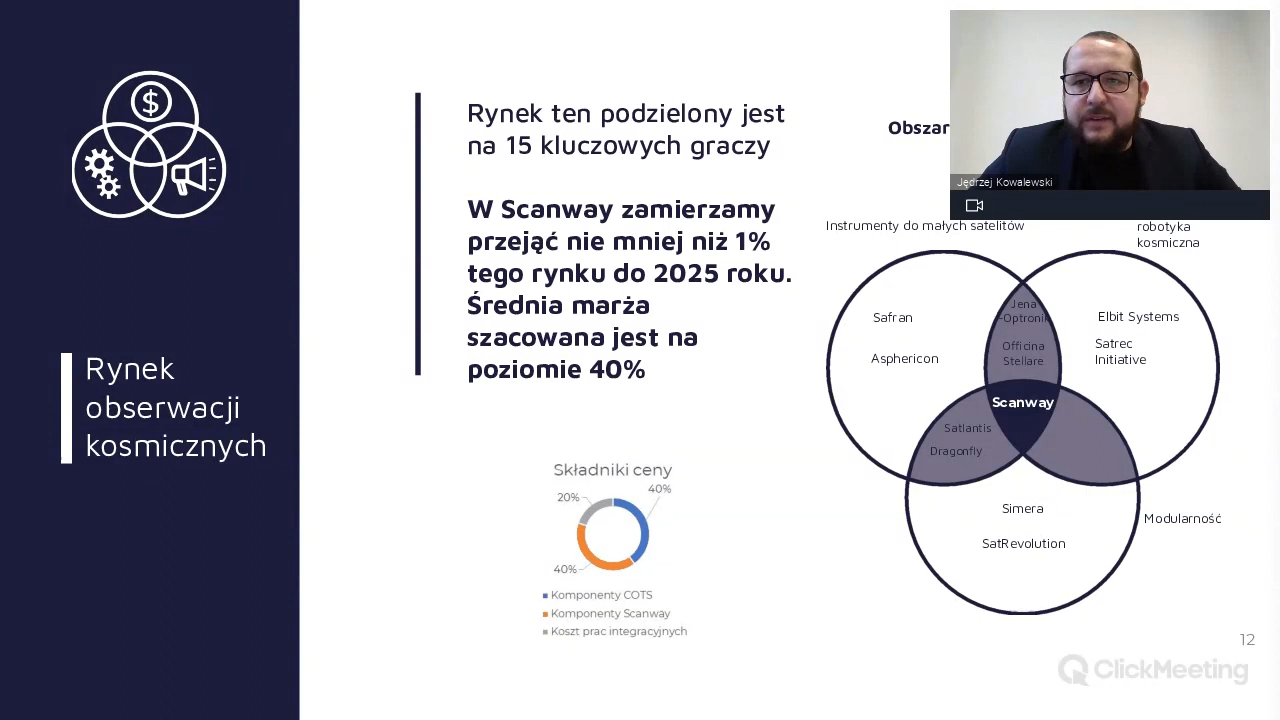 $
Rynek
obserwacji
kosmicznych
Rynek ten podzielony jest
na 15 kluczowych graczy
W Scanway zamierzamy
przejąć nie mniej niż 1%
tego rynku do 2025 roku.
Średnia marża
szacowana jest na
poziomie 40%
Składniki ceny
20%
40%
40%
Komponenty COTS
Komponenty Scanway
Koszt prac integracyjnych
Obszar
Jędrzej Kowalewski
Instrumenty do małych satelitów
robotyka
kosmiczna
Safran
Asphericon
Jena
-Optronik
Officina
Stellare
Elbit Systems
Satrec
Initiative
Scanway
Satlantis
Dragonfly
Simera
SatRevolution
Modularność
12
ClickMeeting